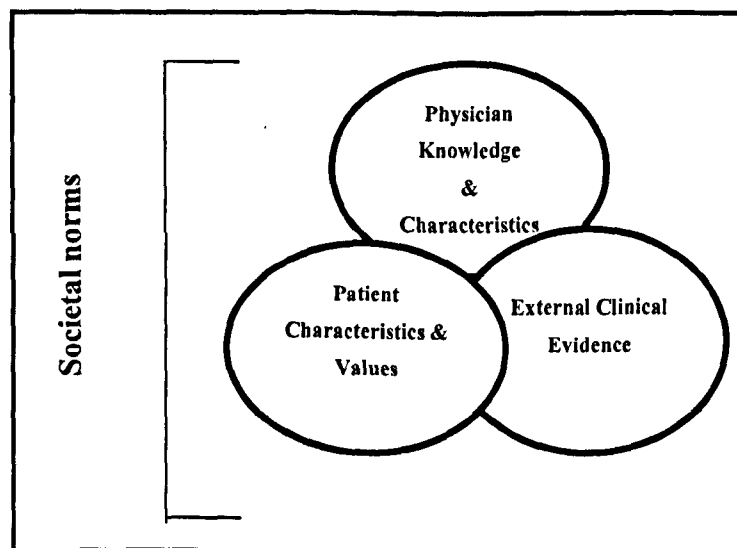 Societal norms
Physician
Knowledge
&
Characteristics
Patient
Characteristics &
Values
External Clinical
Evidence